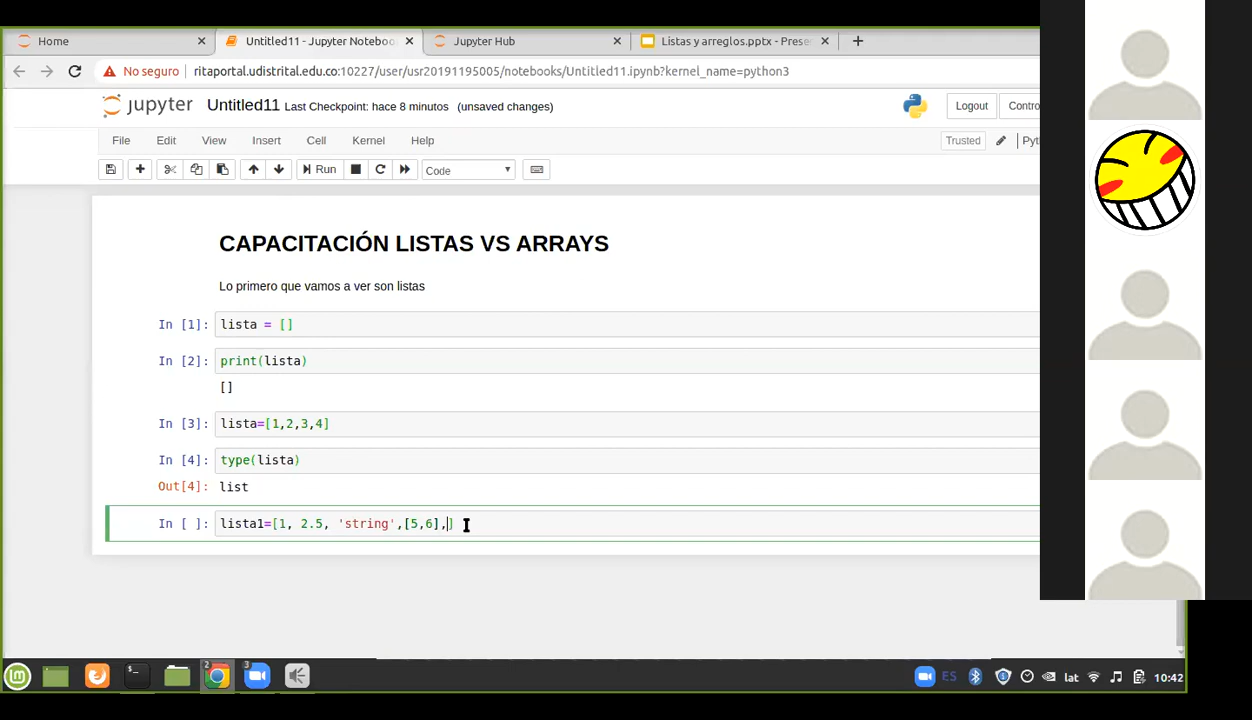 Home
Untitled11 - Jupyter Noteboo
Jupyter Hub
Listas y arreglos.pptx - Prese
No seguro
ritaportal.udistrital.edu.co:10227/user/usr20191195005/notebooks/Untitled11.ipynb?kernel_name=python3
jupyter Untitled11 Last Checkpoint: hace 8 minutos (unsaved changes)
Logout
Contro
File Edit View Insert Cell Kernel Help
Trusted
Pyt
Run
Code
CAPACITACIÓN LISTAS VS ARRAYS
Lo primero que vamos a ver son listas
In [1]: lista = []
In [2]: print(lista)
[]
In [3]: lista=[1,2,3,4]
In [4]: type(lista)
Out[4]: list
In [ ]: lista1=[1, 2.5, 'string',[5,6],]
2
3
ES
lat
10:42